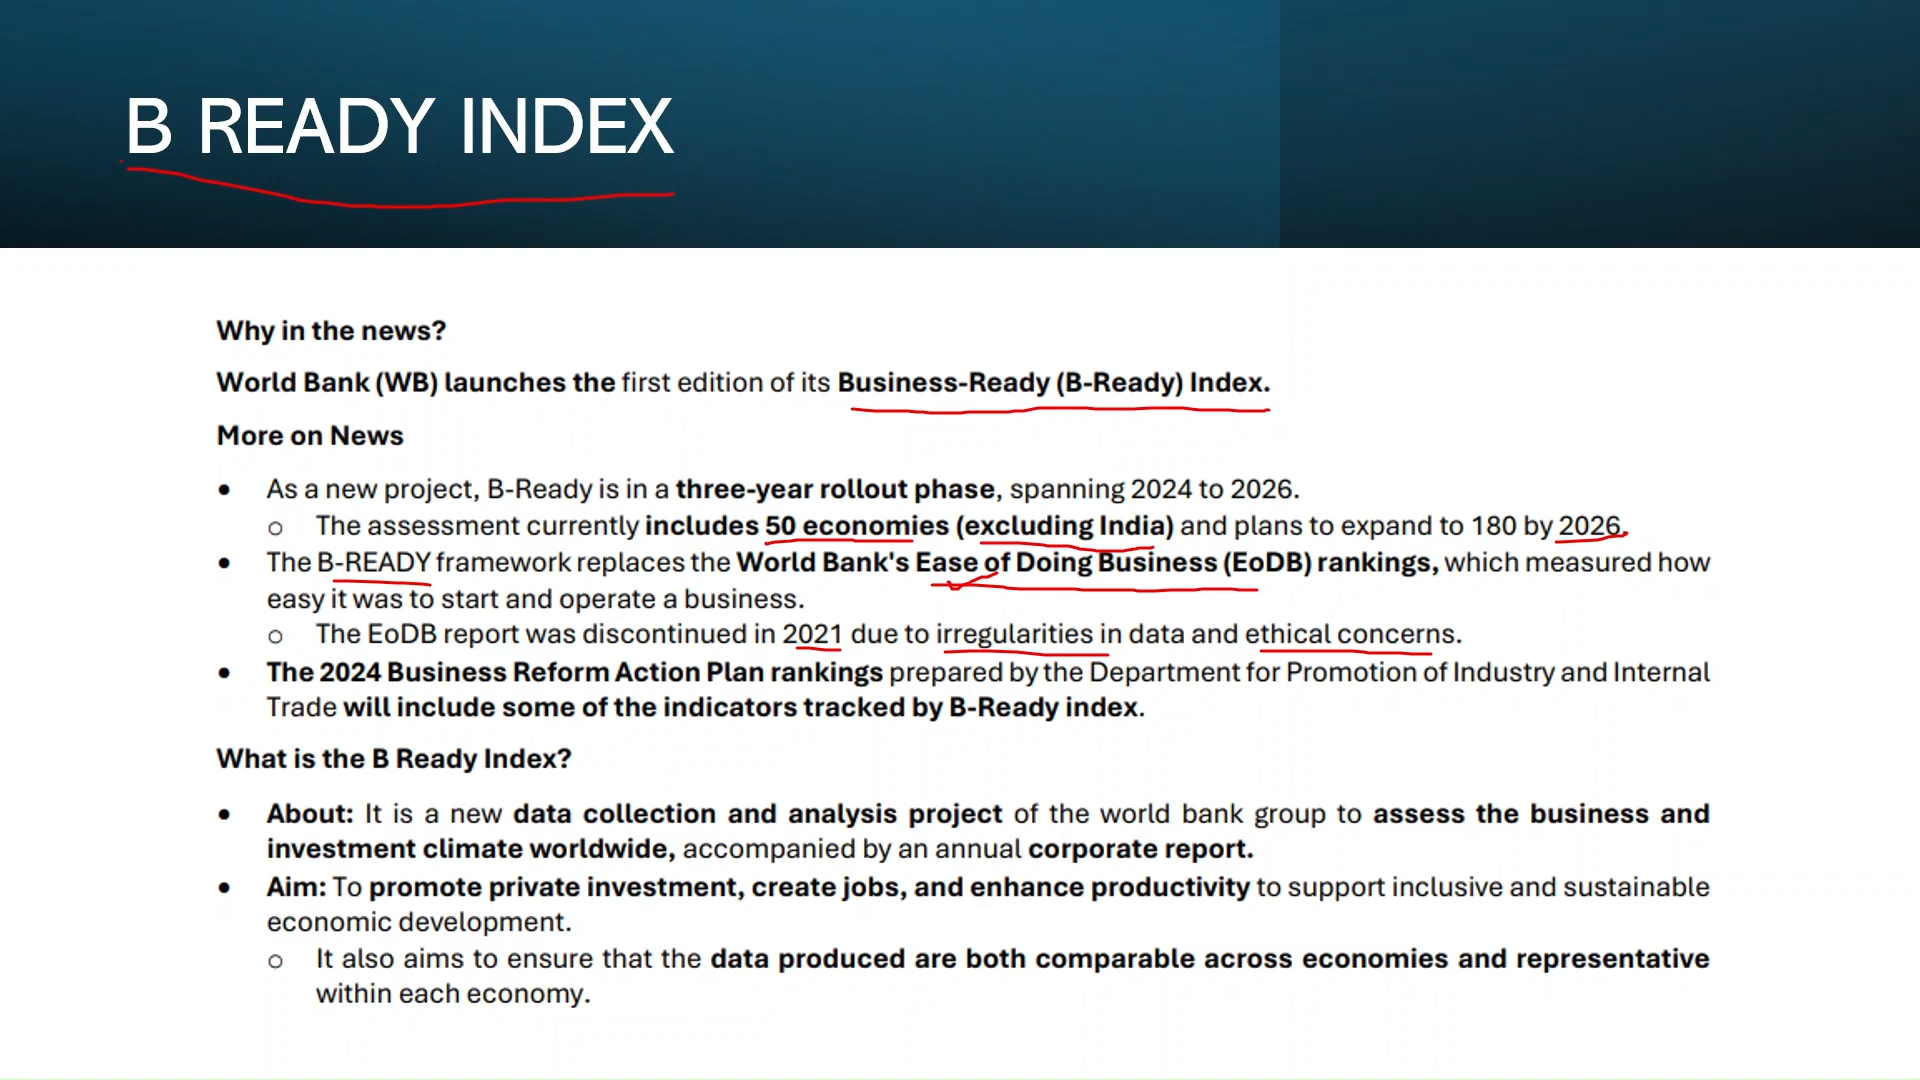 B READY INDEX
Why in the news?
World Bank (WB) launches the first edition of its Business-Ready (B-Ready) Index.
More on News
• As a new project, B-Ready is in a three-year rollout phase, spanning 2024 to 2026.
o The assessment currently includes 50 economies (excluding India) and plans to expand to 180 by 2026.
• The B-READY framework replaces the World Bank's Ease of Doing Business (EoDB) rankings, which measured how
easy it was to start and operate a business.
o The EoDB report was discontinued in 2021 due to irregularities in data and ethical concerns.
• The 2024 Business Reform Action Plan rankings prepared by the Department for Promotion of Industry and Internal
Trade will include some of the indicators tracked by B-Ready index.
What is the B Ready Index?
• About: It is a new data collection and analysis project of the world bank group to assess the business and
investment climate worldwide, accompanied by an annual corporate report.
• Aim: To promote private investment, create jobs, and enhance productivity to support inclusive and sustainable
economic development.
o It also aims to ensure that the data produced are both comparable across economies and representative
within each economy.